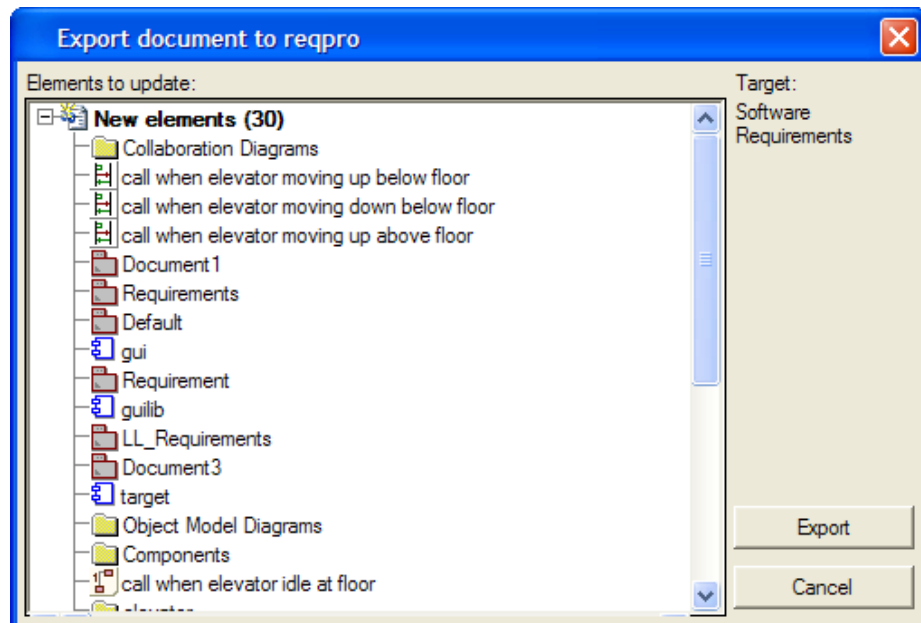 Export document to reqpro
Elements to update:
Target:
Software
Requirements
New elements (30)
Collaboration Diagrams
call when elevator moving up below floor
call when elevator moving down below floor
call when elevator moving up above floor
Document1
Requirements
Default
gui
Requirement
guilib
LL_Requirements
Document3
target
Object Model Diagrams
Components
call when elevator idle at floor
Export
Cancel